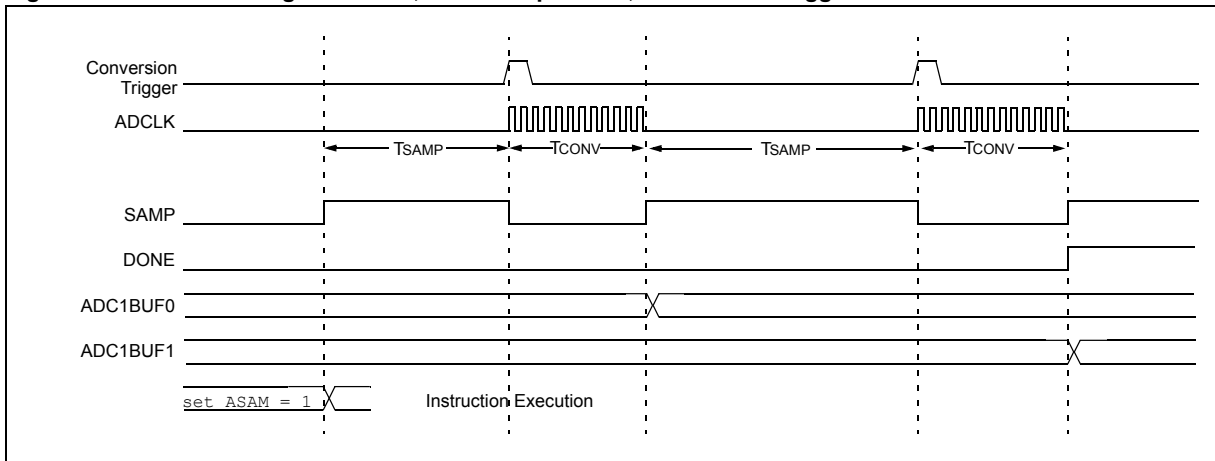 Conversion
Trigger
ADCLK
TSAMP TCONV TSAMP TCONV
SAMP
DONE
ADC1BUF0
ADC1BUF1
set ASAM = 1 Instruction Execution